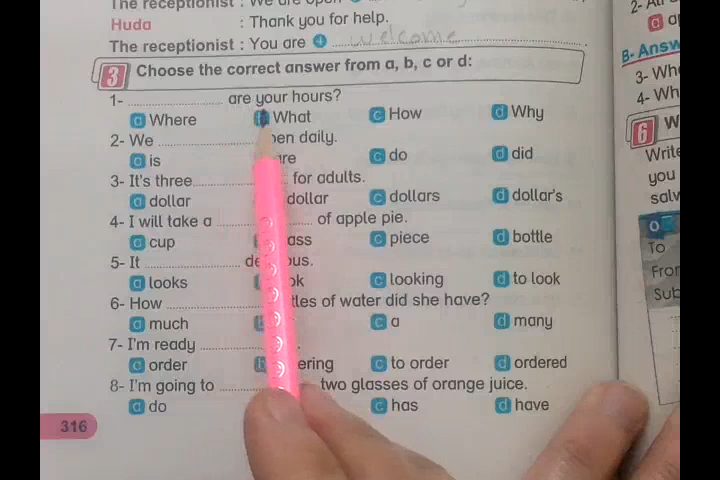 The receptionist : We are open
Huda : Thank you for help.
The receptionist : You are 4 welcome
3 Choose the correct answer from a, b, c or d:
1- ............ are your hours?
a Where What c How d Why
2- We ............ pen daily.
a is are c do d did
3- It's three ............ for adults.
a dollar dollar c dollars d dollar's
4- I will take a ............ of apple pie.
a cup ass c piece d bottle
5- It ............ de ous.
a looks ok c looking d to look
6- How ............ tles of water did she have?
a much c a d many
7- I'm ready ............ .
a order b ering c to order d ordered
8- I'm going to ............ two glasses of orange juice.
a do c has d have
316
2-
a
B- Answ
3- Whe
4- Wh
6 W
Write
you
salv
To
From
Sub